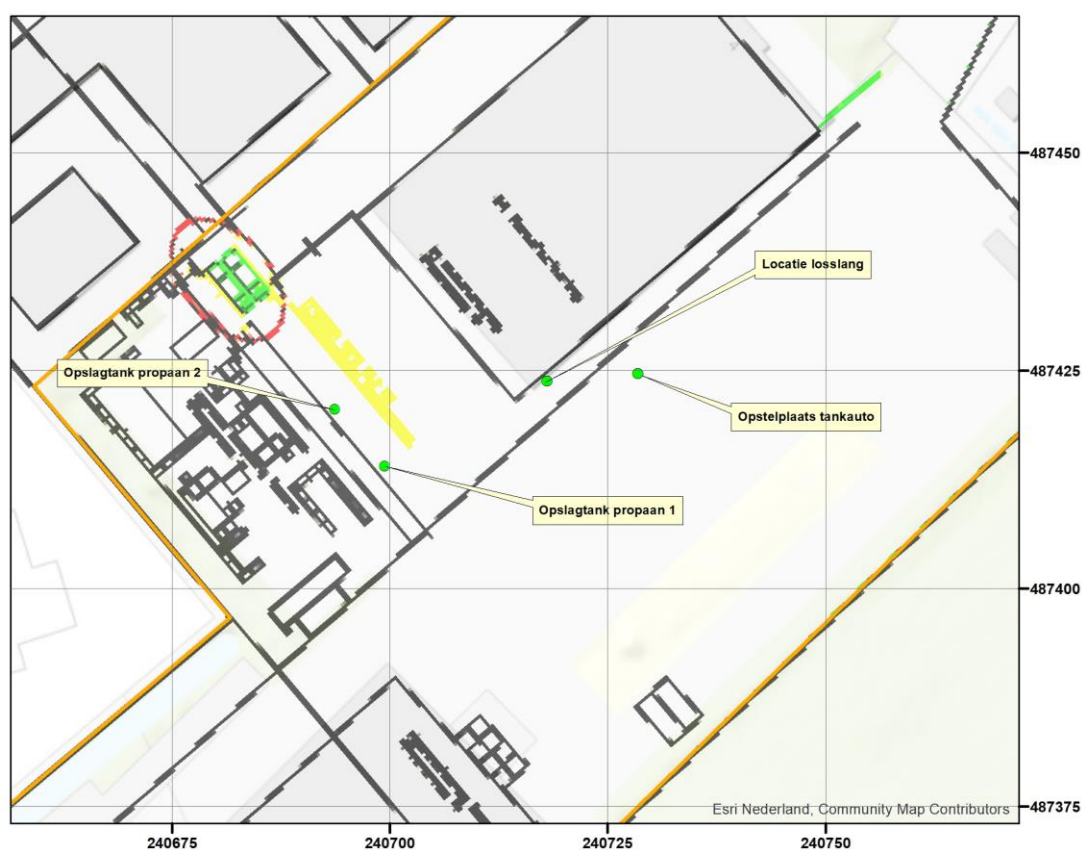 487450
Locatie losslang
Opslagtank propaan 2
487425
Opstelplaats tankauto
Opslagtank propaan 1
487400
Esri Nederland, Community Map Contributors
487375
240675
240700
240725
240750